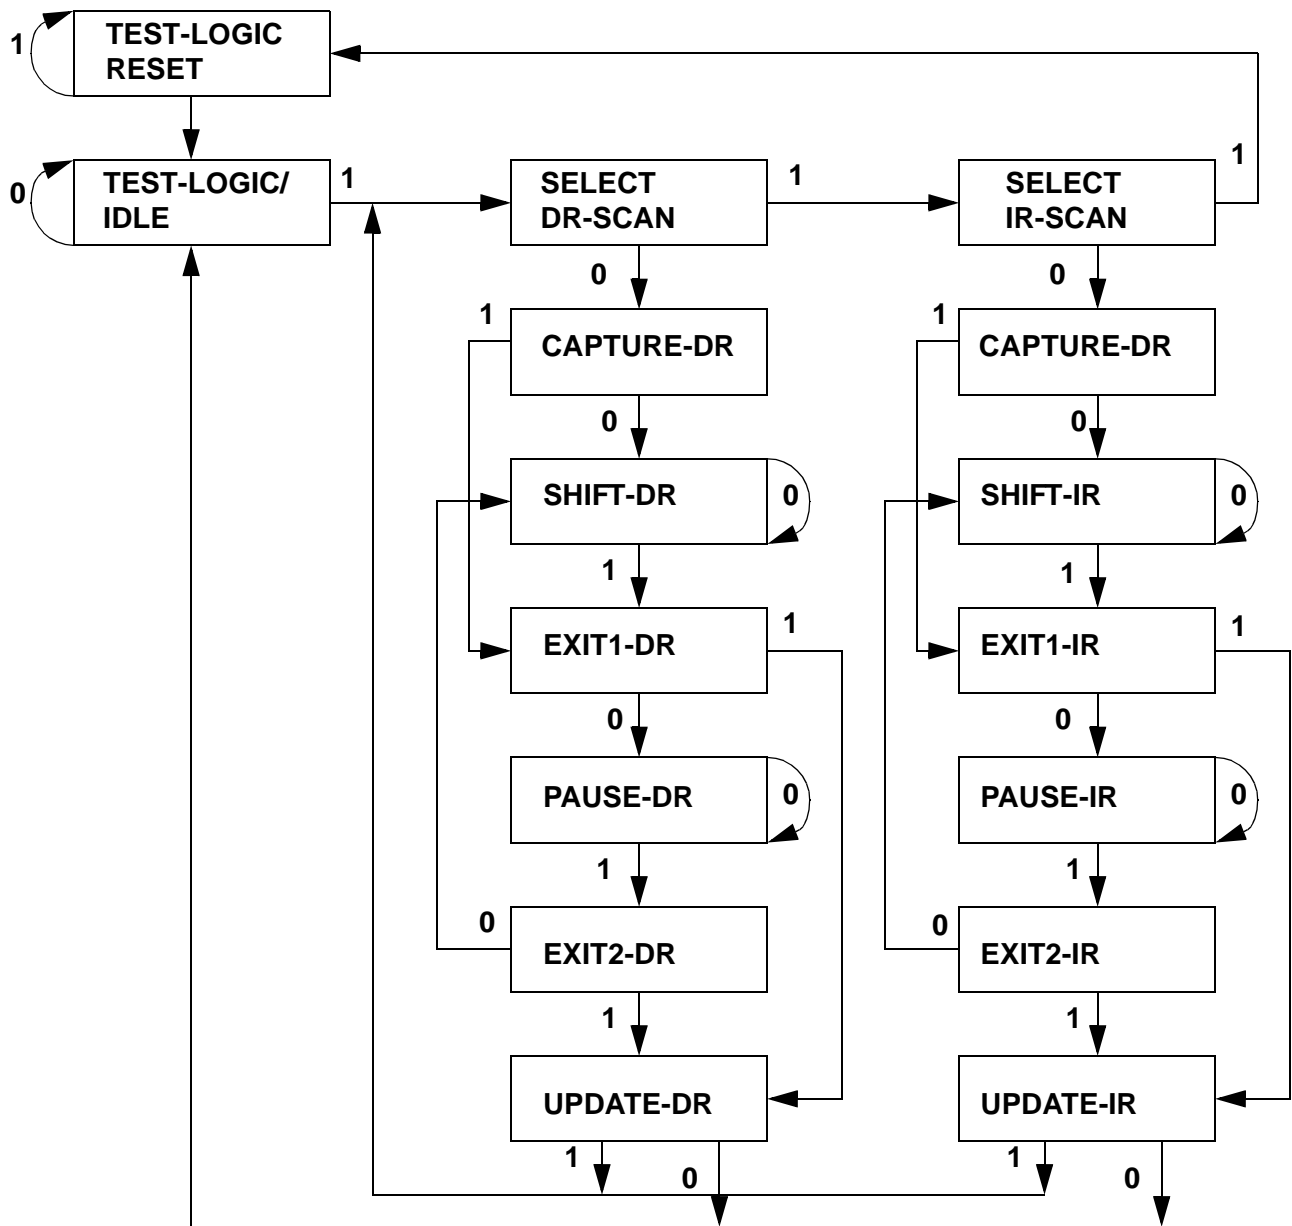 1
TEST-LOGIC
RESET
0
TEST-LOGIC/
IDLE
1
SELECT
DR-SCAN
1
SELECT
IR-SCAN
1
0
0
1
CAPTURE-DR
1
CAPTURE-DR
0
0
SHIFT-DR
0
SHIFT-IR
0
1
1
EXIT1-DR
1
EXIT1-IR
1
0
0
PAUSE-DR
0
PAUSE-IR
0
1
1
0
EXIT2-DR
0
EXIT2-IR
1
1
UPDATE-DR
UPDATE-IR
1
0
1
0